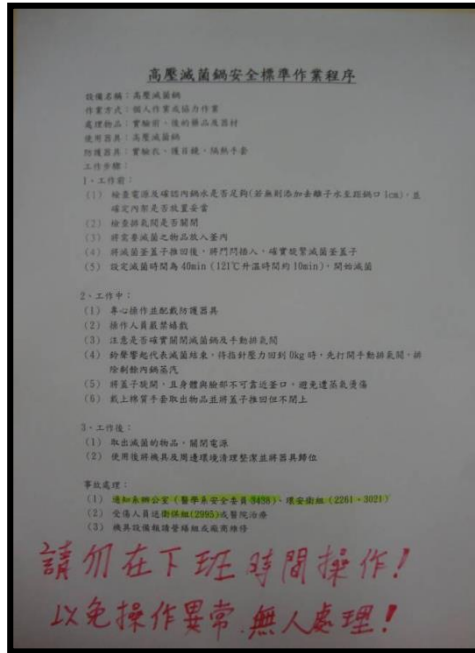 高壓滅菌鍋安全標準作業程序
設備名稱：高壓滅菌鍋
作業方式：個人作業或協力作業
處理物品：實驗前、後的藥品及器材
使用器具：高壓滅菌鍋
防護器具：實驗衣、護目鏡、隔熱手套
工作步驟：
1、工作前：
(1) 檢查電源及確認內鍋水是否足夠(若無則添加去離子水至距鍋口1cm)，且
確定內架是否放置妥當
(2) 檢查排氣閥是否關閉
(3) 將需要滅菌之物品放入釜內
(4) 將滅菌釜蓋子推回後，將門閂插入，確實旋緊滅菌釜蓋子
(5) 設定滅菌時間為 40min (121℃升溫時間約 10min)，開始滅菌
2、工作中：
(1) 專心操作並配載防護器具
(2) 操作人員嚴禁嬉戲
(3) 注意是否確實關閉滅菌鍋及手動排氣閥
(4) 鈴聲響起代表滅菌結束，待指針壓力回到 0kg 時，先打開手動排氣閥，排
除剩餘內鍋蒸汽
(5) 將蓋子旋開，且身體與臉部不可靠近釜口，避免遭蒸氣燙傷
(6) 戴上棉質手套取出物品並將蓋子推回但不閂上
3、工作後：
(1) 取出滅菌的物品，關閉電源
(2) 使用後將機具及周邊環境清理整潔並將器具歸位
事故處理：
(1) 通知系辦公室 (醫學系安全委員 3438)、環安衛組 (2261、3021)
(2) 受傷人員送衛保組(2995)或醫院治療
(3) 機具設備報請營繕組或廠商維修
請勿在下班時間操作！
以免操作異常．無人處理！